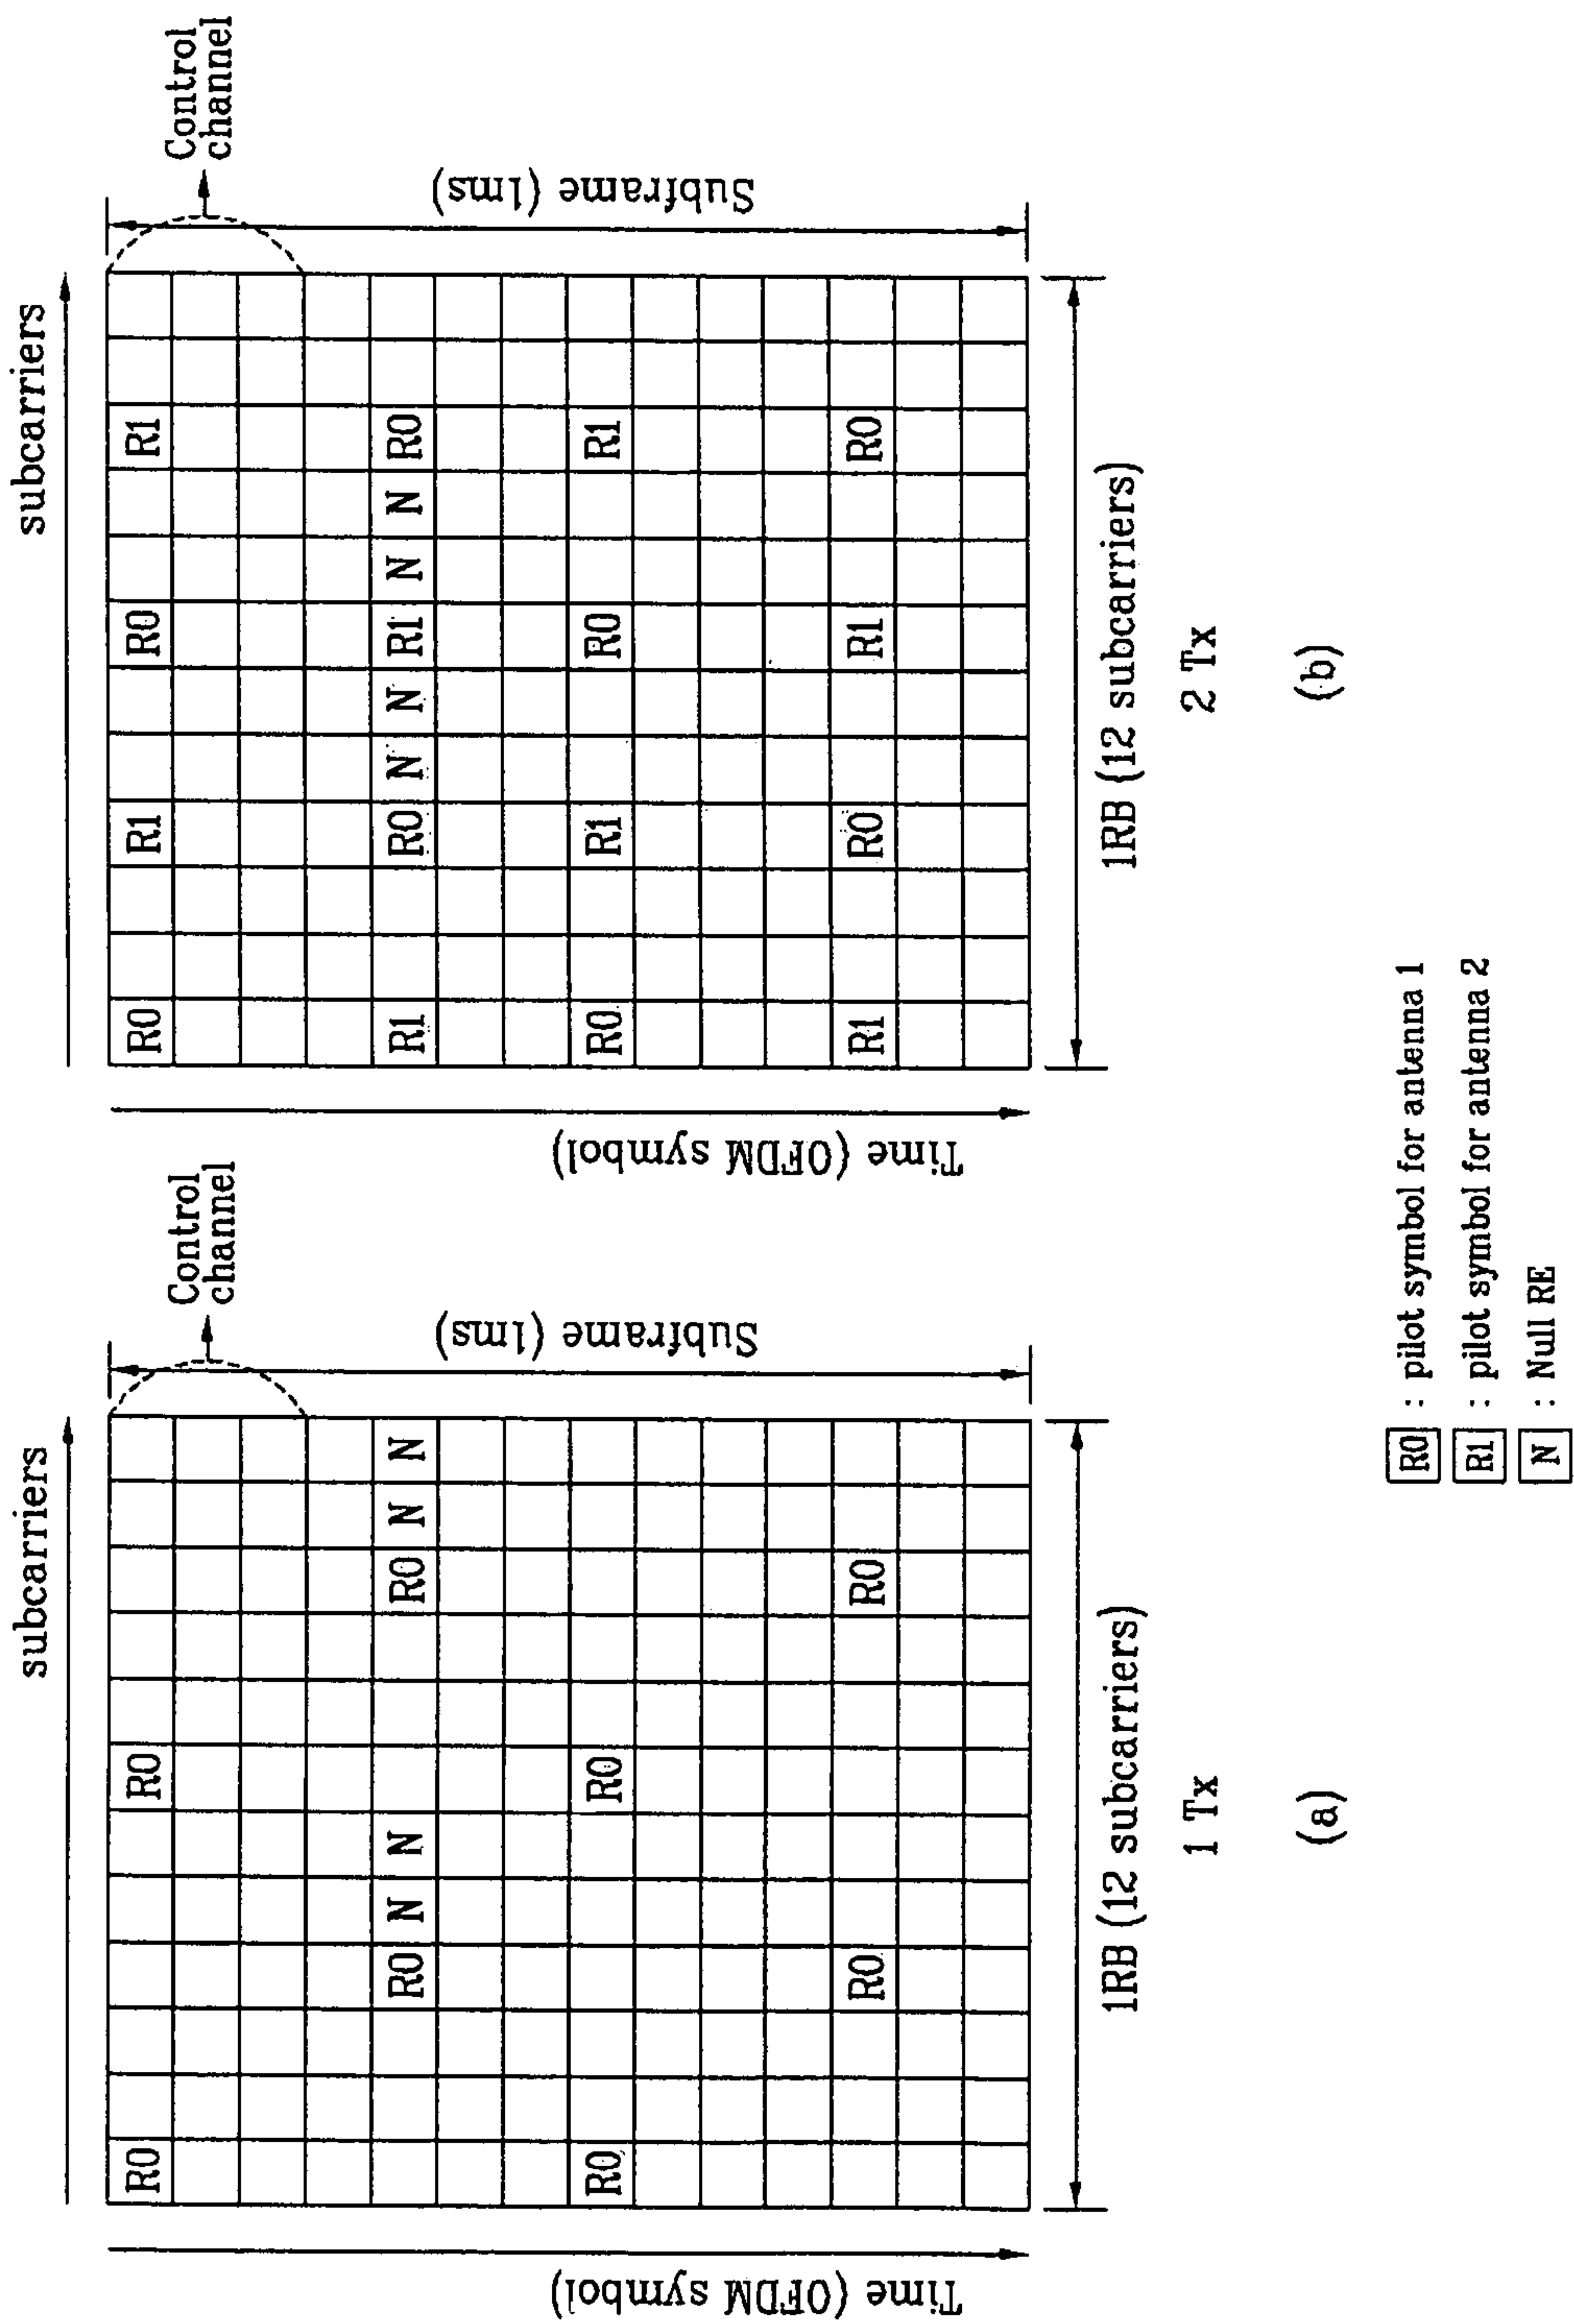 subcarriers
Control
channel
Time (OFDM symbol)
Subframe (1ms)
R0 R0
R0 N N R0 N N
R0 R0
R0 R0
1RB (12 subcarriers)
1 Tx
(a)
subcarriers
Control
channel
Time (OFDM symbol)
Subframe (1ms)
R0 R1 R0 R1
R1 R0 N N R1 N N R0
R0 R1 R0 R1
R1 R0 R1 R0
1RB (12 subcarriers)
2 Tx
(b)
R0 : pilot symbol for antenna 1
R1 : pilot symbol for antenna 2
N : Null RE